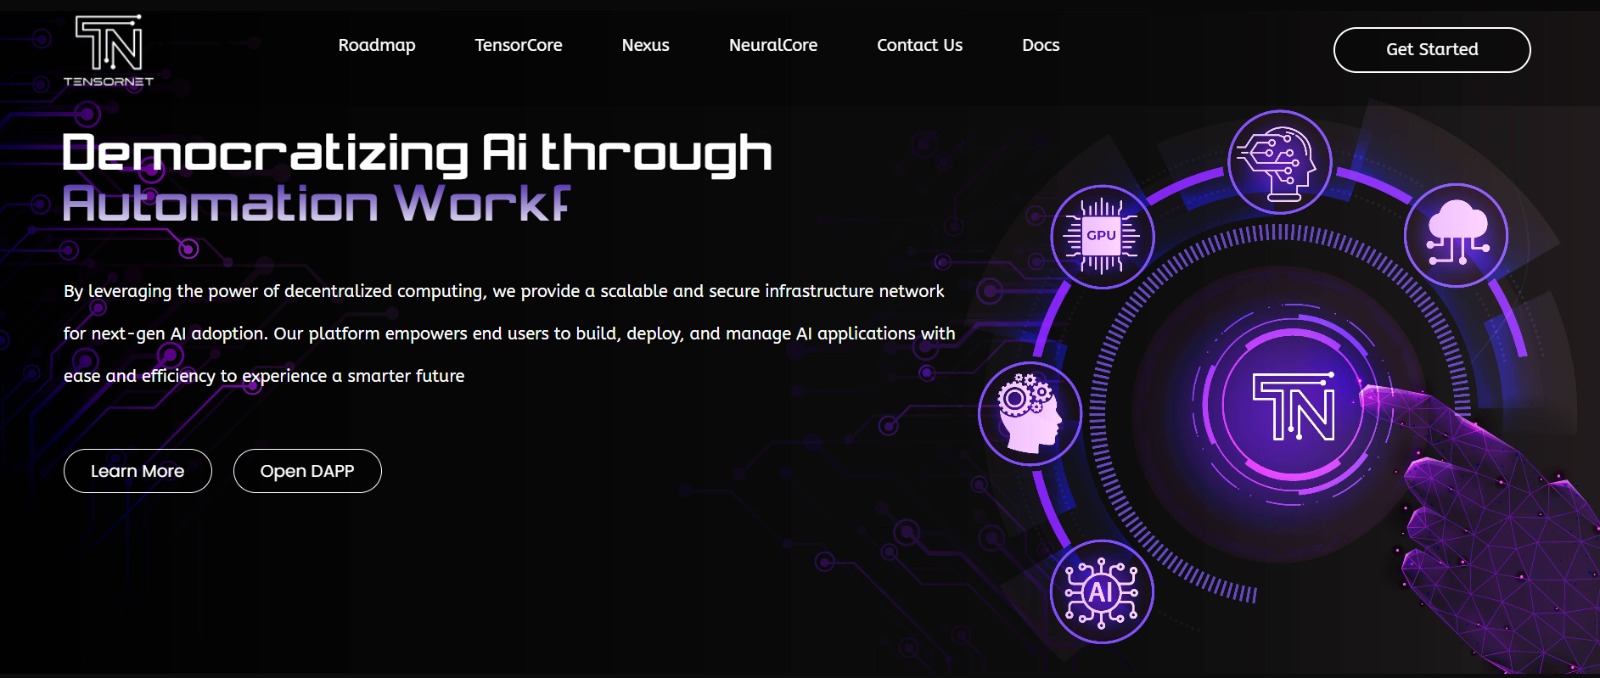 TN
TENSORNET
Roadmap TensorCore Nexus NeuralCore Contact Us Docs Get Started
Democratizing Ai through
Automation Workf
By leveraging the power of decentralized computing, we provide a scalable and secure infrastructure network
for next-gen AI adoption. Our platform empowers end users to build, deploy, and manage AI applications with
ease and efficiency to experience a smarter future
Learn More Open DAPP
GPU
TN
AI